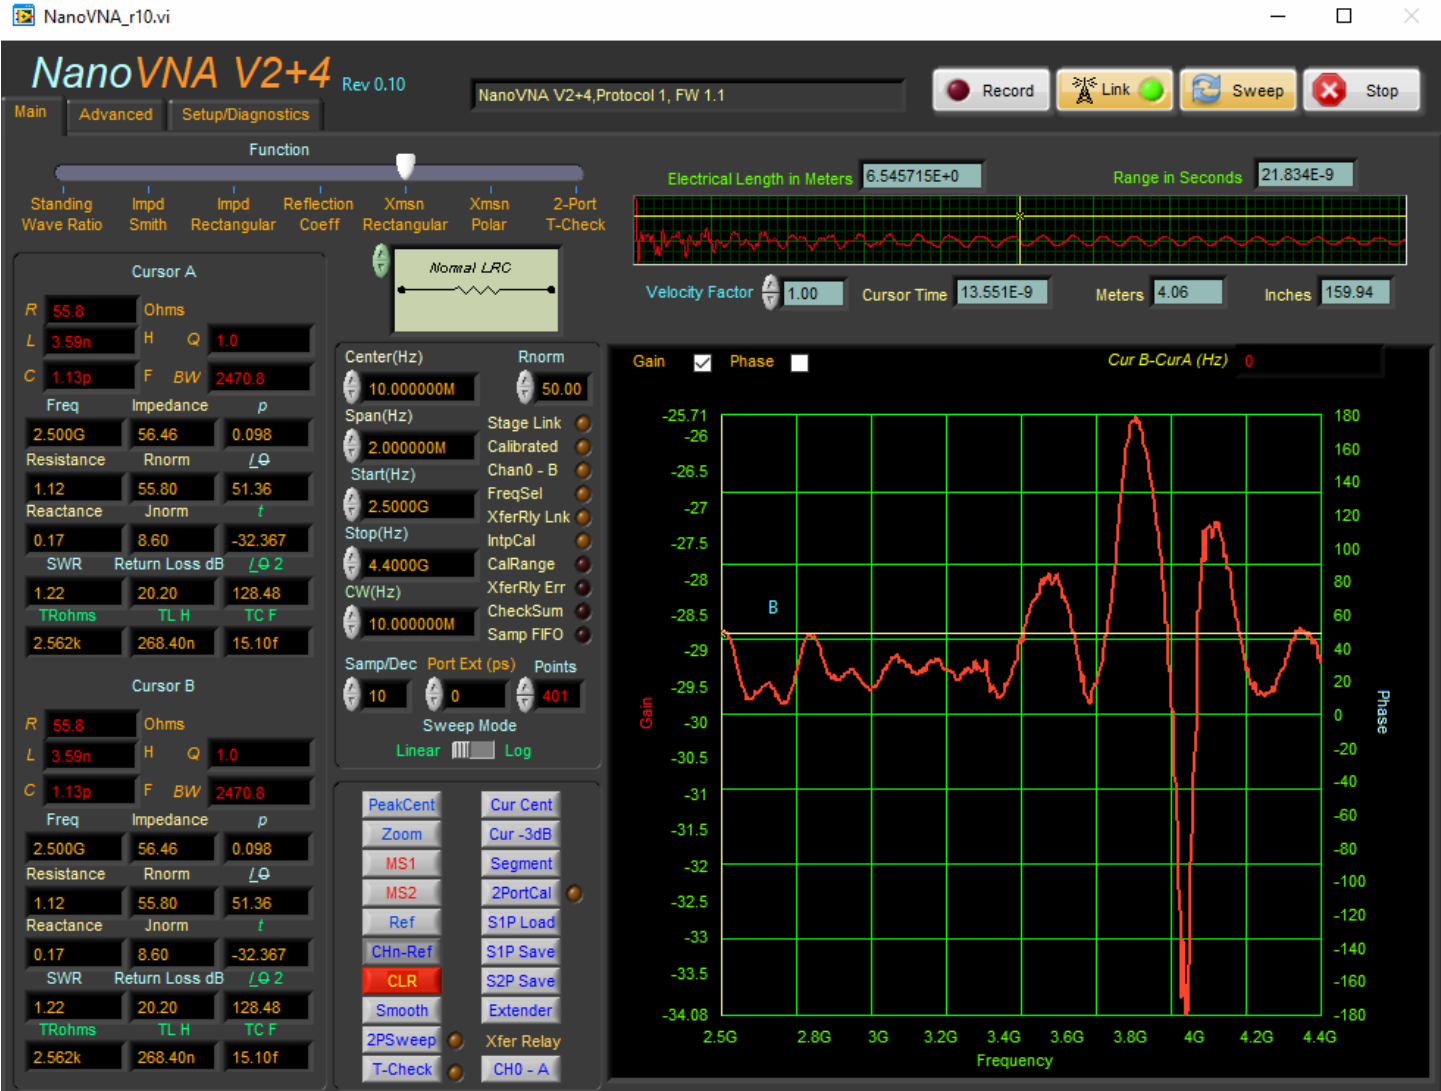 NanoVNA_r10.vi
NanoVNA V2+4 Rev 0.10
NanoVNA V2+4,Protocol 1, FW 1.1
Record
Link
Sweep
Stop
Main
Advanced
Setup/Diagnostics
Function
Standing Wave Ratio
Impd Smith
Impd Rectangular
Reflection Coeff
Xmsn Rectangular
Xmsn Polar
2-Port T-Check
Electrical Length in Meters 6.545715E+0
Range in Seconds 21.834E-9
Velocity Factor 1.00
Cursor Time 13.551E-9
Meters 4.06
Inches 159.94
Cursor A
R 55.8 Ohms
L 3.59n H Q 1.0
C 1.13p F BW 2470.8
Freq Impedance p
2.500G 56.46 0.098
Resistance Rnorm /O
1.12 55.80 51.36
Reactance Jnorm t
0.17 8.60 -32.367
SWR Return Loss dB /O 2
1.22 20.20 128.48
TRohms TL H TC F
2.562k 268.40n 15.10f
Cursor B
R 55.8 Ohms
L 3.59n H Q 1.0
C 1.13p F BW 2470.8
Freq Impedance p
2.500G 56.46 0.098
Resistance Rnorm /O
1.12 55.80 51.36
Reactance Jnorm t
0.17 8.60 -32.367
SWR Return Loss dB /O 2
1.22 20.20 128.48
TRohms TL H TC F
2.562k 268.40n 15.10f
Normal LRC
Center(Hz) Rnorm
10.000000M 50.00
Span(Hz)
2.000000M
Start(Hz)
2.5000G
Stop(Hz)
4.4000G
CW(Hz)
10.000000M
Stage Link
Calibrated
Chan0 - B
FreqSel
XferRly Lnk
IntpCal
CalRange
XferRly Err
CheckSum
Samp FIFO
Samp/Dec Port Ext (ps) Points
10 0 401
Sweep Mode
Linear Log
PeakCent Cur Cent
Zoom Cur -3dB
MS1 Segment
MS2 2PortCal
Ref S1P Load
CHn-Ref S1P Save
CLR S2P Save
Smooth Extender
2PSweep Xfer Relay
T-Check CH0 - A
Gain Phase
Cur B-CurA (Hz) 0
-25.71
-26
-26.5
-27
-27.5
-28
-28.5
-29
-29.5
-30
-30.5
-31
-31.5
-32
-32.5
-33
-33.5
-34.08
Gain
B
180
160
140
120
100
80
60
40
20
0
-20
-40
-60
-80
-100
-120
-140
-160
-180
Phase
2.5G 2.8G 3G 3.2G 3.4G 3.6G 3.8G 4G 4.2G 4.4G
Frequency